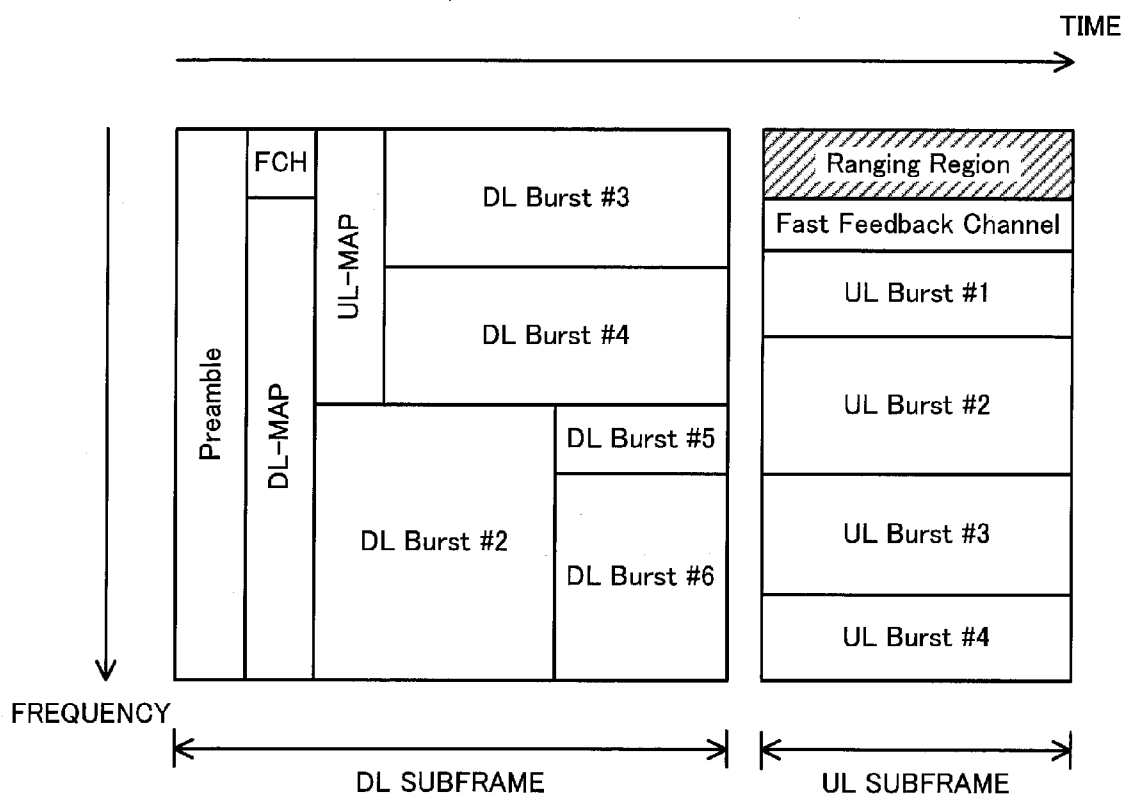 TIME
FCH
Ranging Region
DL Burst #3
Fast Feedback Channel
UL-MAP
UL Burst #1
DL Burst #4
Preamble
DL-MAP
UL Burst #2
DL Burst #5
DL Burst #2
UL Burst #3
DL Burst #6
UL Burst #4
FREQUENCY
DL SUBFRAME
UL SUBFRAME